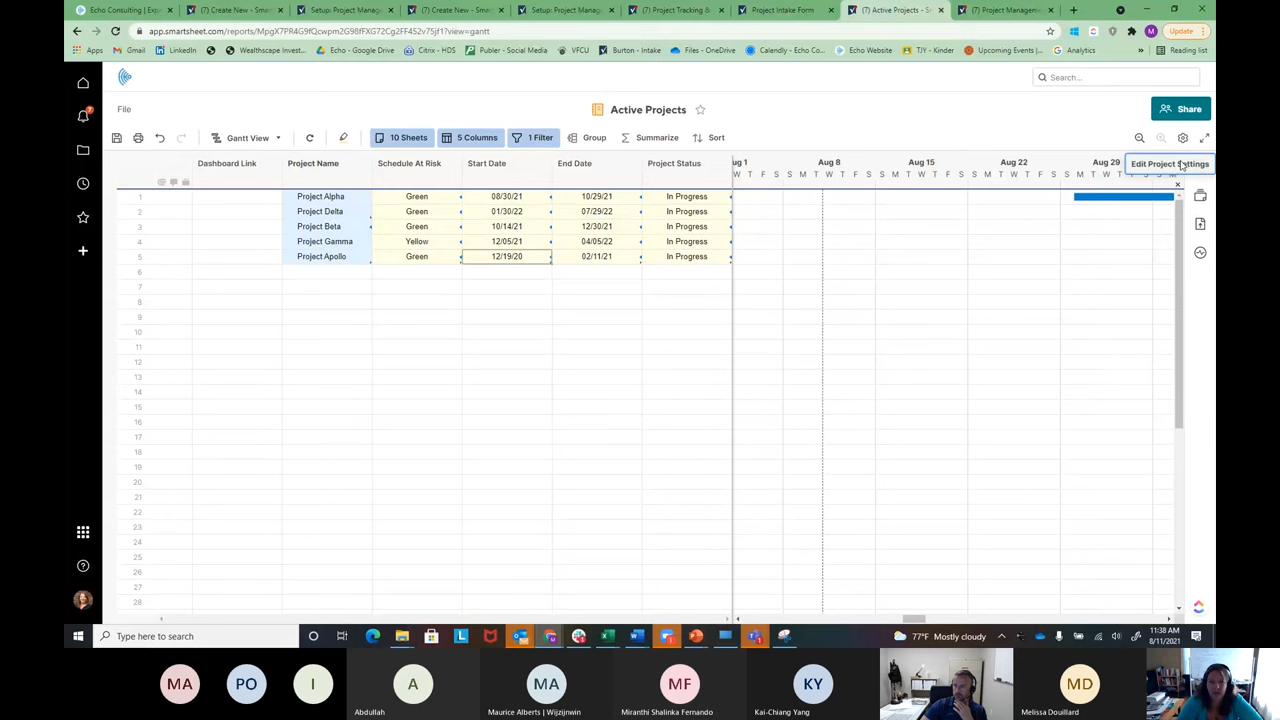 Echo Consulting | Expo
(7) Create New - Smar
Setup: Project Manage
(7) Create New - Smar
Setup: Project Manage
(7) Project Tracking &
Project Intake Form
(7) Active Projects - S
(7) Project Managem
app.smartsheet.com/reports/MpgX7PR4G9fQcwpm2G98fFXG72Cg2FF452v75jf1?view=gantt
M Update
Apps Gmail LinkedIn Wealthscape Invest... Echo - Google Drive Citrix - HDS Publer - Social Media VFCU Burton - Intake Files - OneDrive Calendly - Echo Co... Echo Website TJY - Kinder Upcoming Events |... Analytics Reading list
Search...
7
File
Active Projects
Share
Gantt View 10 Sheets 5 Columns 1 Filter Group Summarize Sort
Dashboard Link Project Name Schedule At Risk Start Date End Date Project Status
ug 1 Aug 8 Aug 15 Aug 22 Aug 29
Edit Project Settings
W T F S S M T W T F S S M T W T F S S M T W T F S S M T W T F S
1 Project Alpha Green 08/30/21 10/29/21 In Progress
2 Project Delta Green 01/30/22 07/29/22 In Progress
3 Project Beta Green 10/14/21 12/30/21 In Progress
4 Project Gamma Yellow 12/05/21 04/05/22 In Progress
5 Project Apollo Green 12/19/20 02/11/21 In Progress
6
7
8
9
10
11
12
13
14
15
16
17
18
19
20
21
22
23
24
25
26
27
28
Type here to search
77°F Mostly cloudy
11:38 AM
8/11/2021
MA PO I A MA MF KY MD
Abdullah
Maurice Alberts | Wijzijnwin
Miranthi Shalinka Fernando
Kai-Chiang Yang
Melissa Douillard